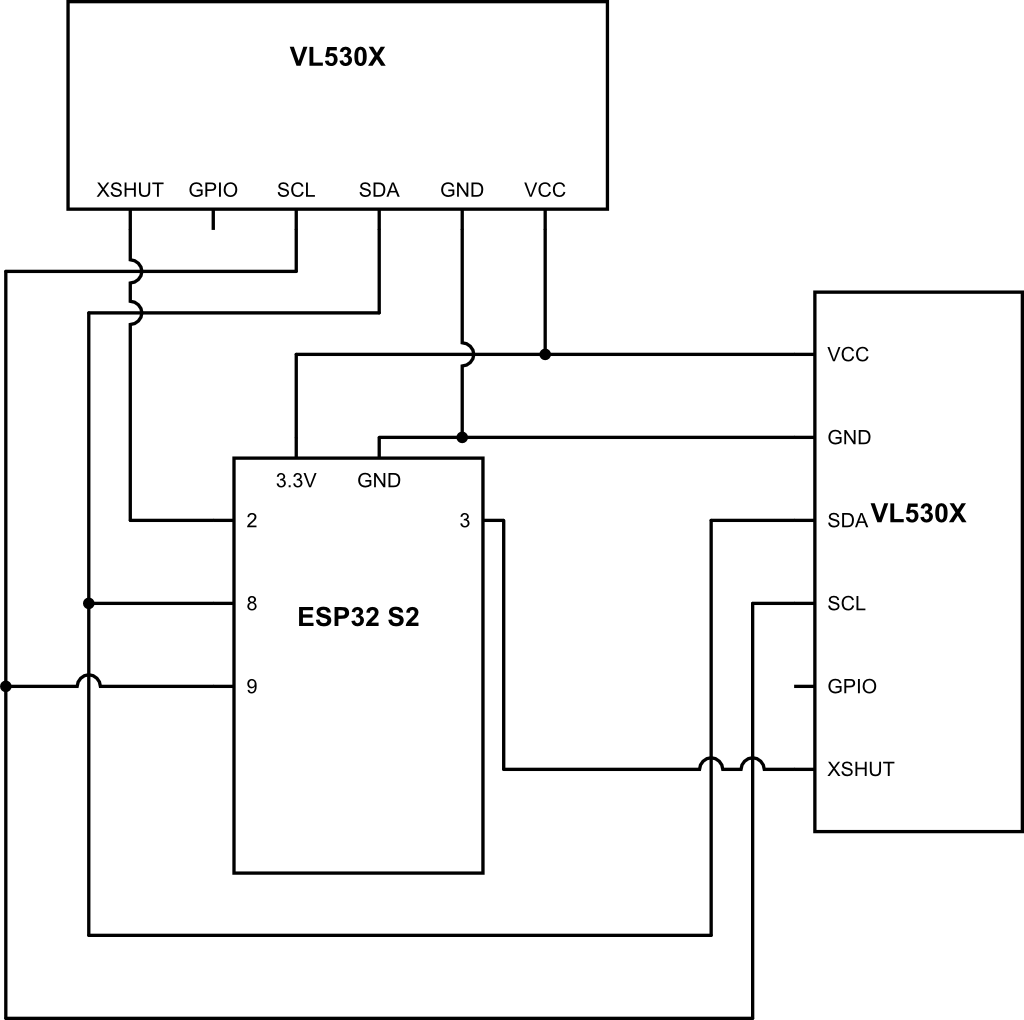 VL530X
XSHUT GPIO SCL SDA GND VCC
VCC
GND
SDA VL530X
SCL
GPIO
XSHUT
3.3V GND
2 3
8
ESP32 S2
9